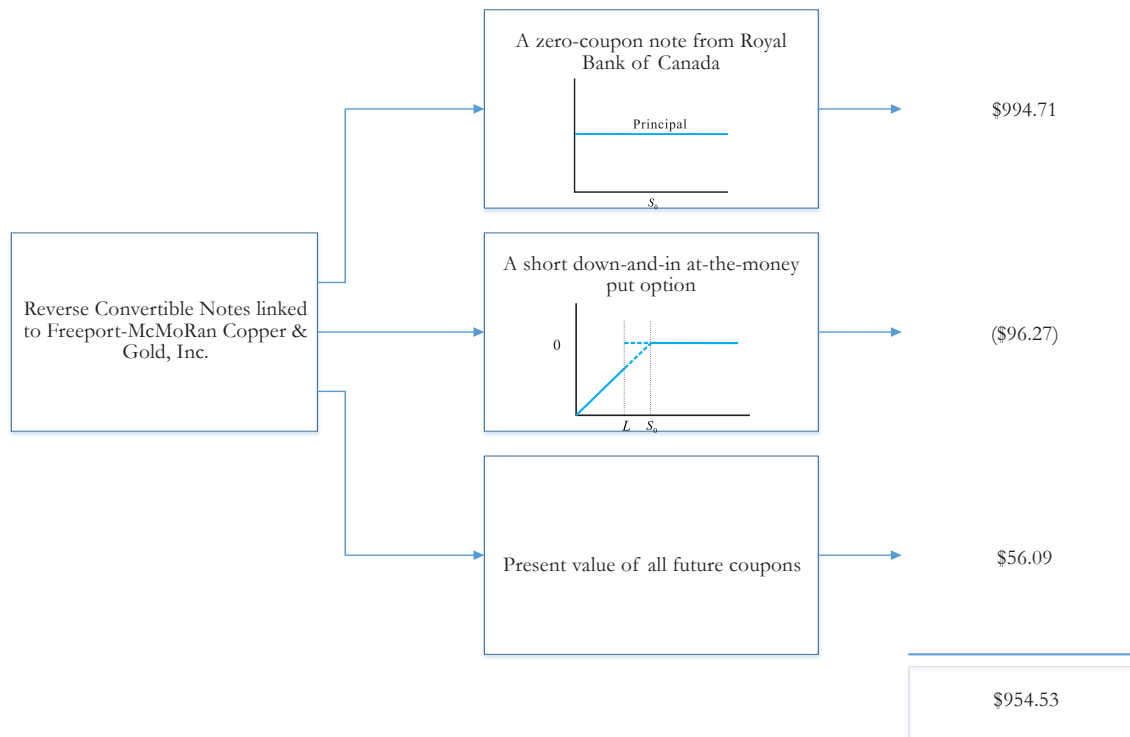 A zero-coupon note from Royal
Bank of Canada
Principal
S₀
$994.71
Reverse Convertible Notes linked
to Freeport-McMoRan Copper &
Gold, Inc.
A short down-and-in at-the-money
put option
0
L S₀
($96.27)
Present value of all future coupons
$56.09
$954.53